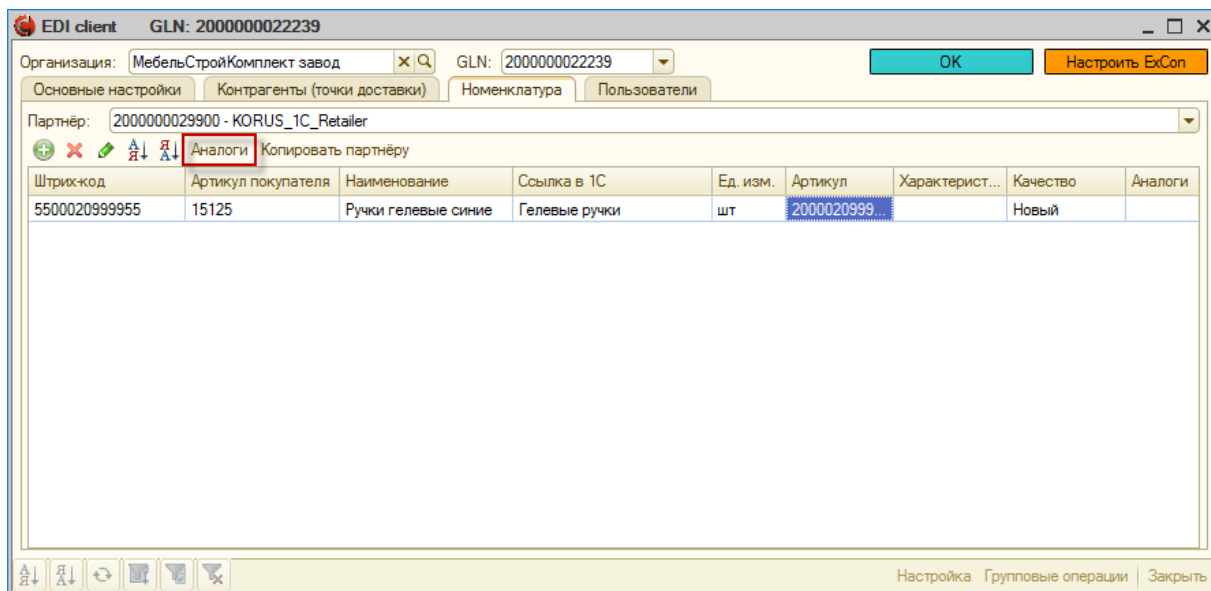 EDI client GLN: 2000000022239
Организация: МебельСтройКомплект завод GLN: 2000000022239 OK Настроить ExCon
Основные настройки Контрагенты (точки доставки) Номенклатура Пользователи
Партнёр: 2000000029900 - KORUS_1C_Retailer
Аналоги Копировать партнёру
Штрих-код Артикул покупателя Наименование Ссылка в 1С Ед. изм. Артикул Характерист... Качество Аналоги
5500020999955 15125 Ручки гелевые синие Гелевые ручки шт 2000020999... Новый
Настройка Групповые операции Закрыть